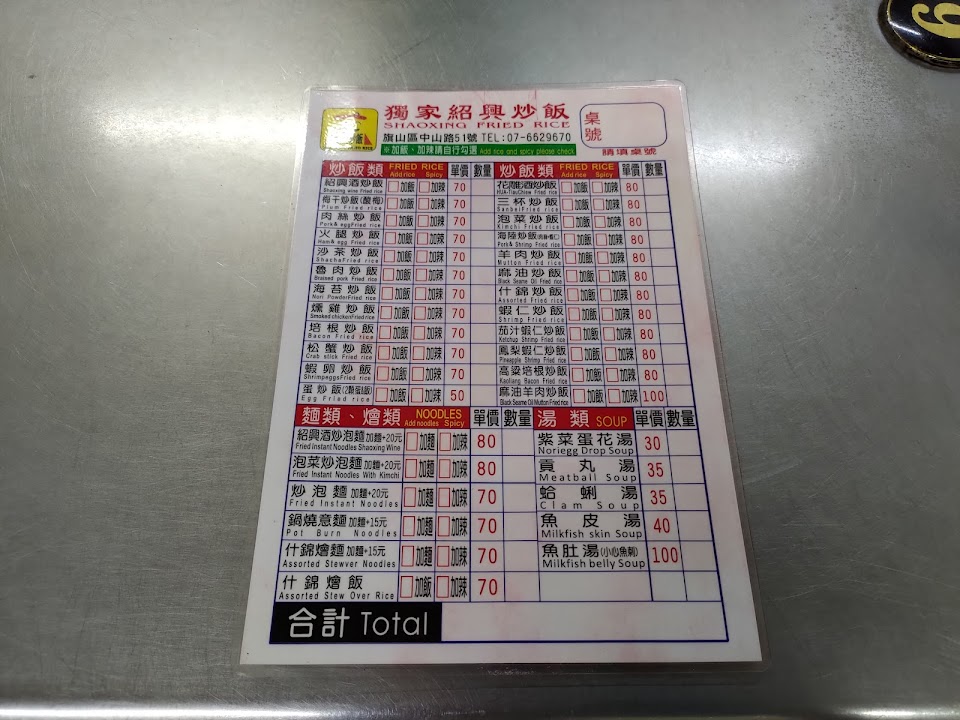 獨家紹興炒飯
SHAOXING FRIED RICE
旗山區中山路51號 TEL:07-6629670
※加飯、加辣請自行勾選 Add rice and spicy please check
桌號
請填桌號
炒飯類 FRIED RICE Add rice Spicy 單價 數量
紹興酒炒飯 加飯 加辣 70
Shaoxing wine Fried rice
梅干炒飯(酸梅) 加飯 加辣 70
Plum Fried rice
肉絲炒飯 加飯 加辣 70
Pork& eggFried rice
火腿炒飯 加飯 加辣 70
Ham& egg Fried rice
沙茶炒飯 加飯 加辣 70
ShachaFried rice
魯肉炒飯 加飯 加辣 70
Braised pork Fried rice
海苔炒飯 加飯 加辣 70
Nori PowderFried rice
燻雞炒飯 加飯 加辣 70
Smoked chickenFried rice
培根炒飯 加飯 加辣 70
Bacon Fried rice
松蟹炒飯 加飯 加辣 70
Crab stick Fried rice
蝦卵炒飯 加飯 加辣 70
ShrimpeggsFried rice
蛋炒飯 加飯 加辣 50
Egg Fried rice
炒飯類 FRIED RICE Add rice Spicy 單價 數量
花雕酒炒飯 加飯 加辣 80
HUA-TiauChiew Fried rice
三杯炒飯 加飯 加辣 80
SanbeiFried rice
泡菜炒飯 加飯 加辣 80
Kimchi Fried rice
海陸炒飯 加飯 加辣 80
Pork& Shrimp Fried rice
羊肉炒飯 加飯 加辣 80
Mutton Fried rice
麻油炒飯 加飯 加辣 80
Black Seame Oil Fried rice
什錦炒飯 加飯 加辣 80
Assorted Fried rice
蝦仁炒飯 加飯 加辣 80
Shrimp Fried rice
茄汁蝦仁炒飯 加飯 加辣 80
Ketchup Shrimp Fried rice
鳳梨蝦仁炒飯 加飯 加辣 80
Pineapple Shrimp Fried rice
高粱培根炒飯 加飯 加辣 80
Kaoliang Bacon Fried rice
麻油羊肉炒飯 加飯 加辣 100
Black Seame Oil Mutton Fried rice
麵類、燴類 NOODLES Add noodles Spicy 單價 數量
紹興酒炒泡麵 加麵+20元 加麵 加辣 80
Fried Instant Noodles Shaoxing Wine
泡菜炒泡麵 加麵+20元 加麵 加辣 80
Fried Instant Noodles With Kimchi
炒泡麵 加麵+20元 加麵 加辣 70
Fried Instant Noodles
鍋燒意麵 加麵+15元 加麵 加辣 70
Pot Burn Noodles
什錦燴麵 加麵+15元 加麵 加辣 70
Assorted Stewver Noodles
什錦燴飯 加飯 加辣 70
Assorted Stew Over Rice
湯類 SOUP 單價 數量
紫菜蛋花湯 30
Noriegg Drop Soup
貢丸湯 35
Meatball Soup
蛤蜊湯 35
Clam Soup
魚皮湯 40
Milkfish skin Soup
魚肚湯(小心魚刺) 100
Milkfish belly Soup
合計 Total